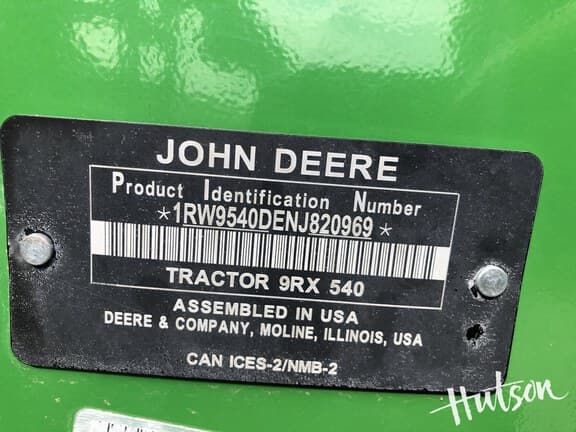 JOHN DEERE
Product Identification Number
*1RW9540DENJ820969*
TRACTOR 9RX 540
ASSEMBLED IN USA
DEERE & COMPANY, MOLINE, ILLINOIS, USA
CAN ICES-2/NMB-2
Hutson